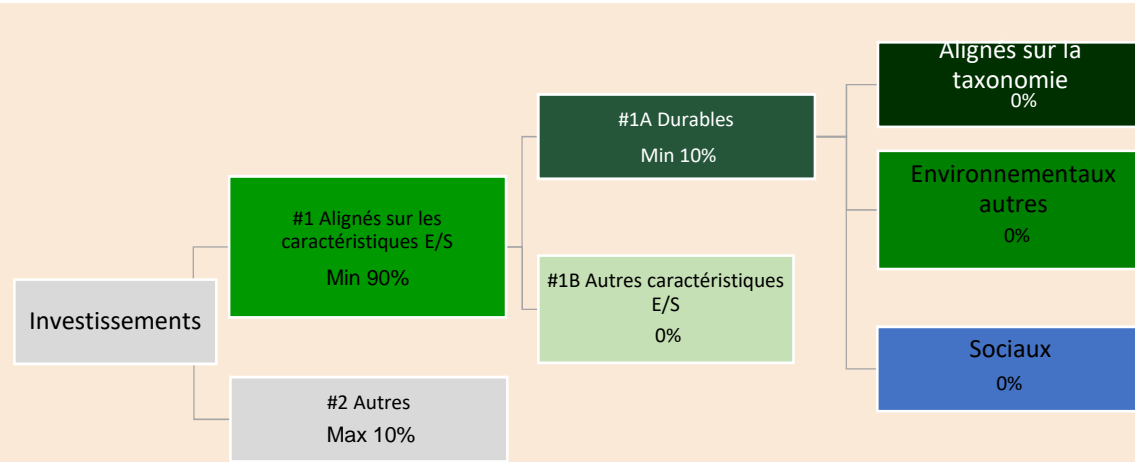 Investissements
#1 Alignés sur les
caractéristiques E/S
Min 90%
#2 Autres
Max 10%
#1A Durables
Min 10%
#1B Autres caractéristiques
E/S
0%
Alignés sur la
taxonomie
0%
Environnementaux
autres
0%
Sociaux
0%